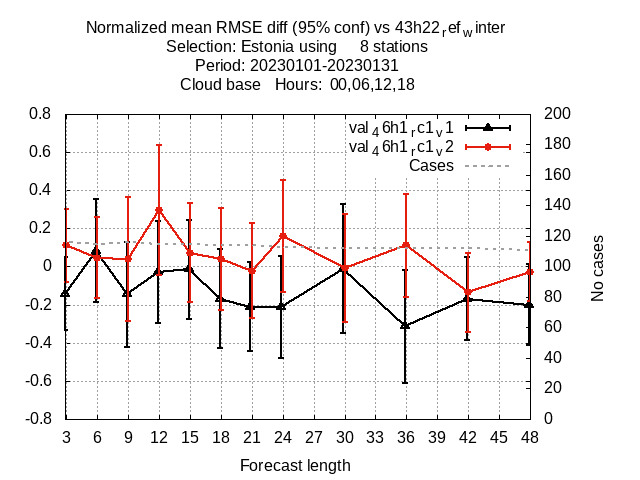 Normalized mean RMSE diff (95% conf) vs 43h22refwinter
Selection: Estonia using 8 stations
Period: 20230101-20230131
Cloud base Hours: 00,06,12,18
val46h1rc1v1
val46h1rc1v2
Cases
0.8
0.6
0.4
0.2
0
-0.2
-0.4
-0.6
-0.8
200
180
160
140
120
100
80
60
40
20
0
No cases
3 6 9 12 15 18 21 24 27 30 33 36 39 42 45 48
Forecast length